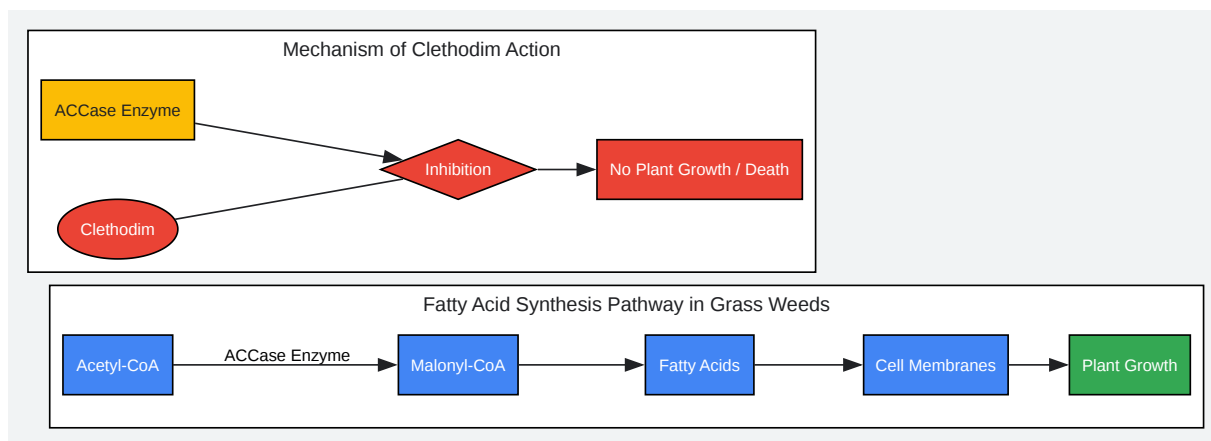 Mechanism of Clethodim Action
ACCase Enzyme
Inhibition
No Plant Growth / Death
Clethodim
Fatty Acid Synthesis Pathway in Grass Weeds
Acetyl-CoA
ACCase Enzyme
Malonyl-CoA
Fatty Acids
Cell Membranes
Plant Growth